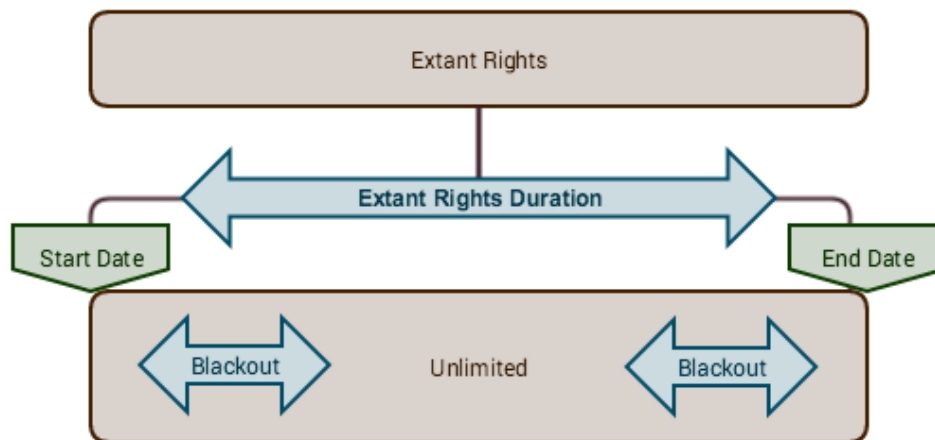 Extant Rights
Extant Rights Duration
Start Date
End Date
Blackout
Unlimited
Blackout